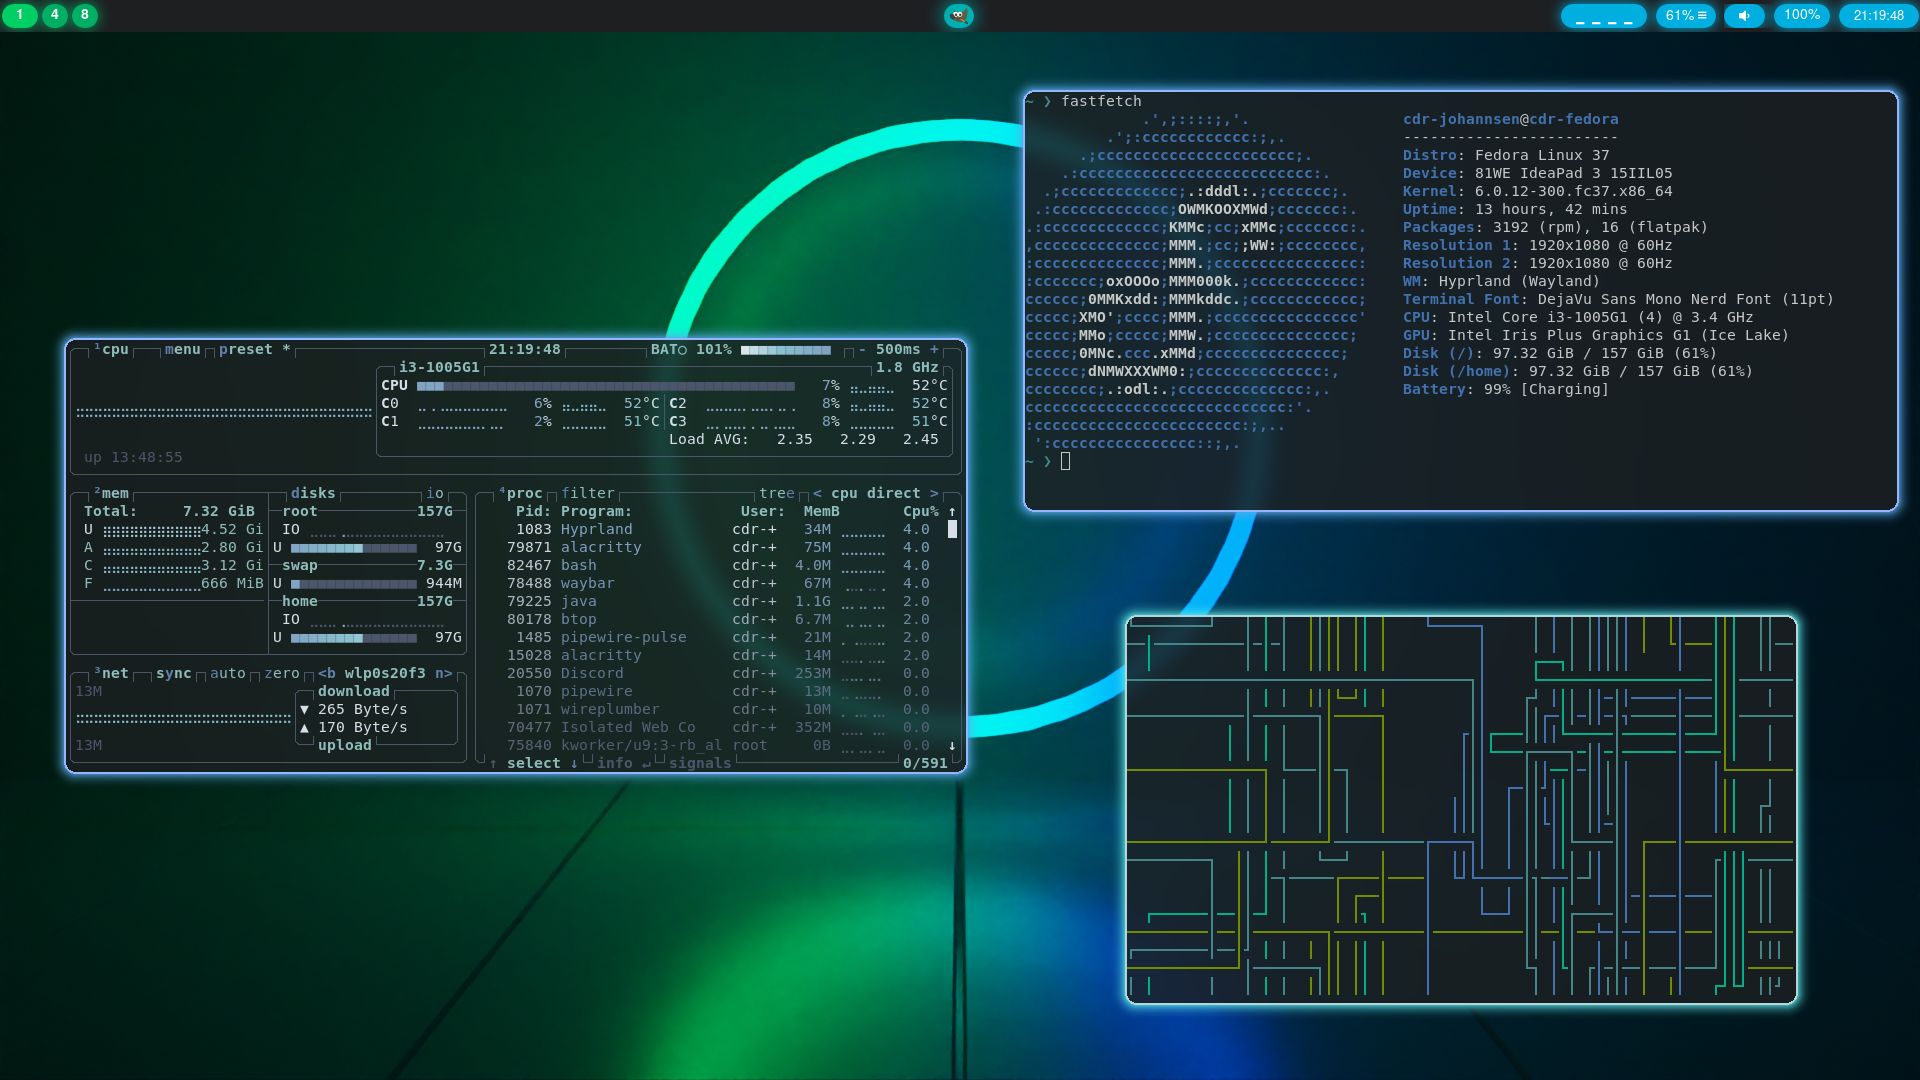 1 4 8
61% 100% 21:19:48
~ ❯ fastfetch
cdr-johannsen@cdr-fedora
------------------------
Distro: Fedora Linux 37
Device: 81WE IdeaPad 3 15IIL05
Kernel: 6.0.12-300.fc37.x86_64
Uptime: 13 hours, 42 mins
Packages: 3192 (rpm), 16 (flatpak)
Resolution 1: 1920x1080 @ 60Hz
Resolution 2: 1920x1080 @ 60Hz
WM: Hyprland (Wayland)
Terminal Font: DejaVu Sans Mono Nerd Font (11pt)
CPU: Intel Core i3-1005G1 (4) @ 3.4 GHz
GPU: Intel Iris Plus Graphics G1 (Ice Lake)
Disk (/): 97.32 GiB / 157 GiB (61%)
Disk (/home): 97.32 GiB / 157 GiB (61%)
Battery: 99% [Charging]
~ ❯
¹cpu menu preset * 21:19:48 BAT○ 101% - 500ms +
i3-1005G1 1.8 GHz
CPU 7% 52°C
C0 6% 52°C C2 8% 52°C
C1 2% 51°C C3 8% 51°C
Load AVG: 2.35 2.29 2.45
up 13:48:55
²mem disks io
Total: 7.32 GiB root 157G
U 4.52 Gi IO
A 2.80 Gi U 97G
C 3.12 Gi swap 7.3G
F 666 MiB U 944M
home 157G
IO
U 97G
³net sync auto zero <b wlp0s20f3 n>
13M download
▼ 265 Byte/s
▲ 170 Byte/s
13M upload
⁴proc filter tree < cpu direct >
Pid: Program: User: MemB Cpu% ↑
1083 Hyprland cdr-+ 34M 4.0
79871 alacritty cdr-+ 75M 4.0
82467 bash cdr-+ 4.0M 4.0
78488 waybar cdr-+ 67M 4.0
79225 java cdr-+ 1.1G 2.0
80178 btop cdr-+ 6.7M 2.0
1485 pipewire-pulse cdr-+ 21M 2.0
15028 alacritty cdr-+ 14M 2.0
20550 Discord cdr-+ 253M 0.0
1070 pipewire cdr-+ 13M 0.0
1071 wireplumber cdr-+ 10M 0.0
70477 Isolated Web Co cdr-+ 352M 0.0
75840 kworker/u9:3-rb_al root 0B 0.0 ↓
↑ select ↓ info ↵ signals 0/591